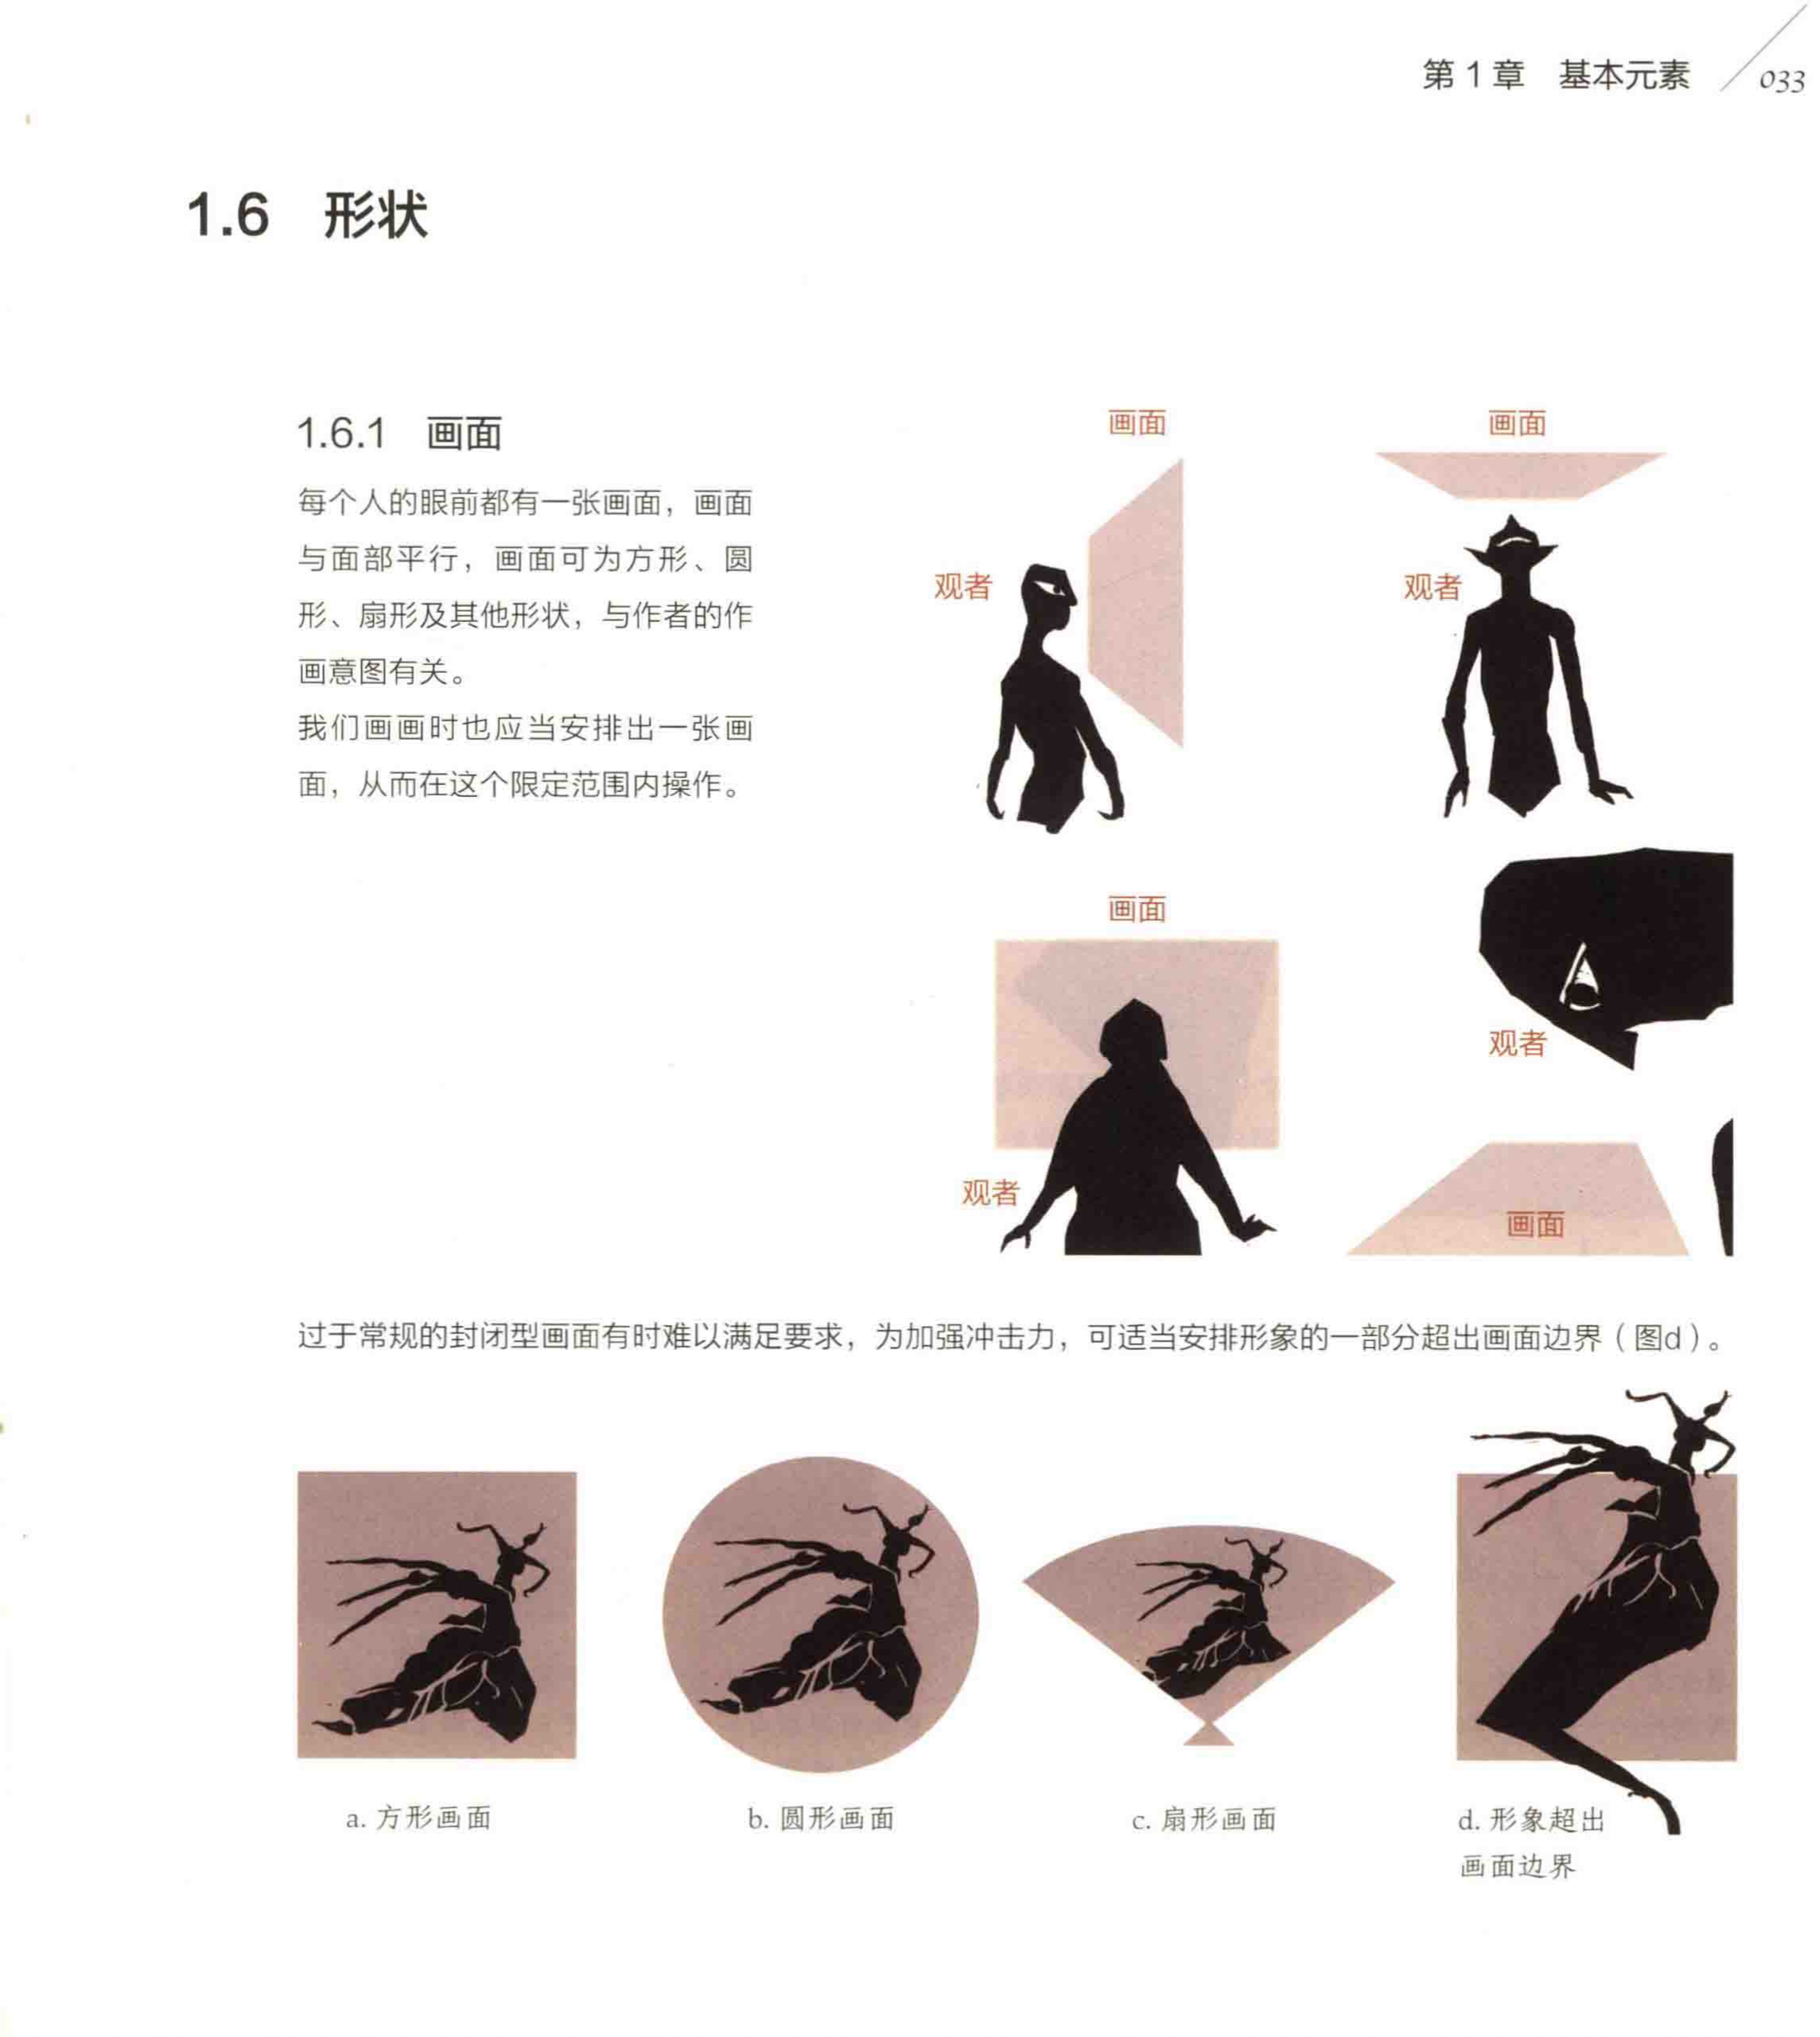 第 1 章 基本元素 033
1.6 形状
1.6.1 画面
每个人的眼前都有一张画面，画面
与面部平行，画面可为方形、圆
形、扇形及其他形状，与作者的作
画意图有关。
我们画画时也应当安排出一张画
面，从而在这个限定范围内操作。
画面
画面
观者
观者
画面
观者
观者
画面
过于常规的封闭型画面有时难以满足要求，为加强冲击力，可适当安排形象的一部分超出画面边界（图d）。
a. 方形画面
b. 圆形画面
c. 扇形画面
d. 形象超出
画面边界